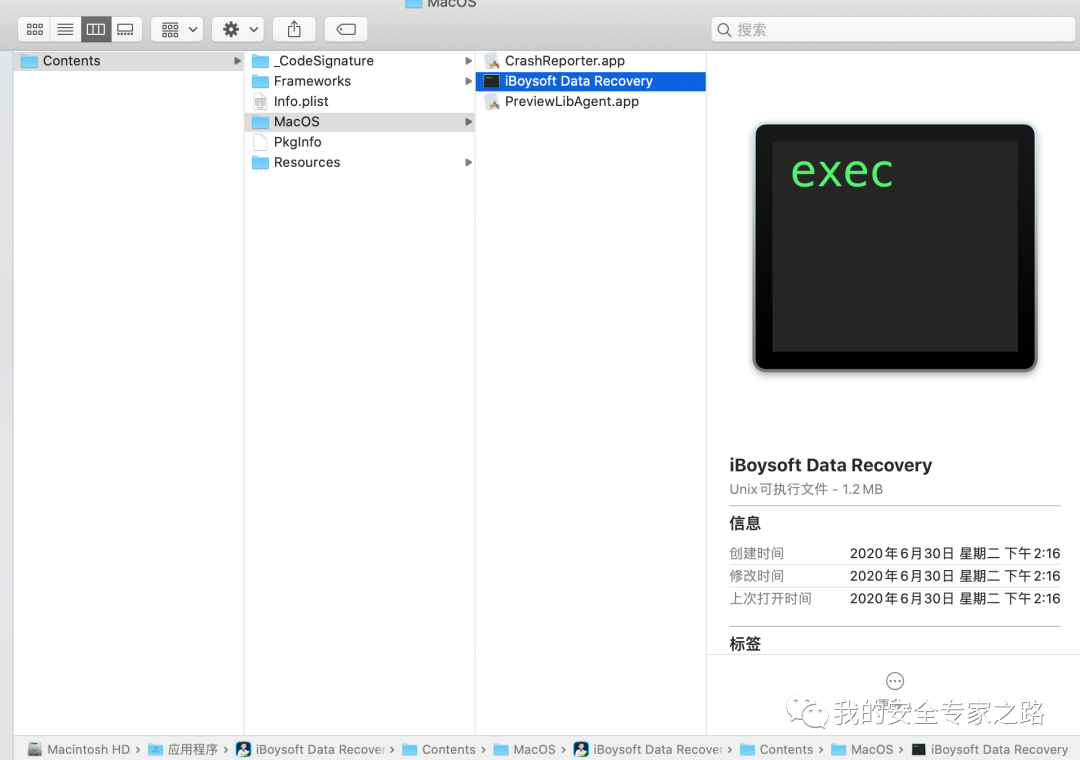 MacOS
搜索
Contents
_CodeSignature
Frameworks
Info.plist
MacOS
PkgInfo
Resources
CrashReporter.app
iBoysoft Data Recovery
PreviewLibAgent.app
exec
iBoysoft Data Recovery
Unix可执行文件 - 1.2 MB
信息
创建时间 2020年6月30日 星期二 下午2:16
修改时间 2020年6月30日 星期二 下午2:16
上次打开时间 2020年6月30日 星期二 下午2:16
标签
我的安全专家之路
Macintosh HD › 应用程序 › iBoysoft Data Recover › Contents › MacOS › iBoysoft Data Recover › Contents › MacOS › iBoysoft Data Recovery